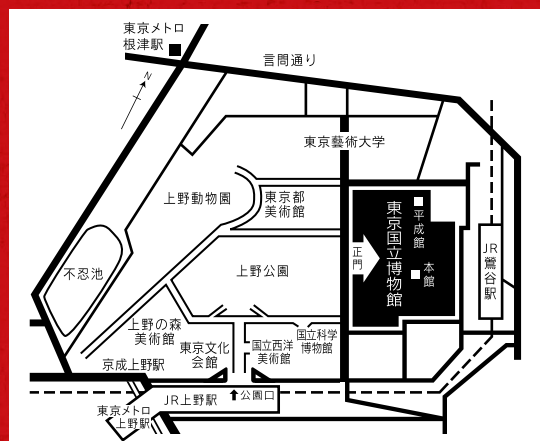 東京メトロ
根津駅
言問通り
N
東京藝術大学
上野動物園
東京都
美術館
東京国立博物館
平成館
本館
正門
JR鶯谷駅
不忍池
上野公園
上野の森
美術館
東京文化
会館
国立西洋
美術館
国立科学
博物館
京成上野駅
JR上野駅
公園口
東京メトロ
上野駅